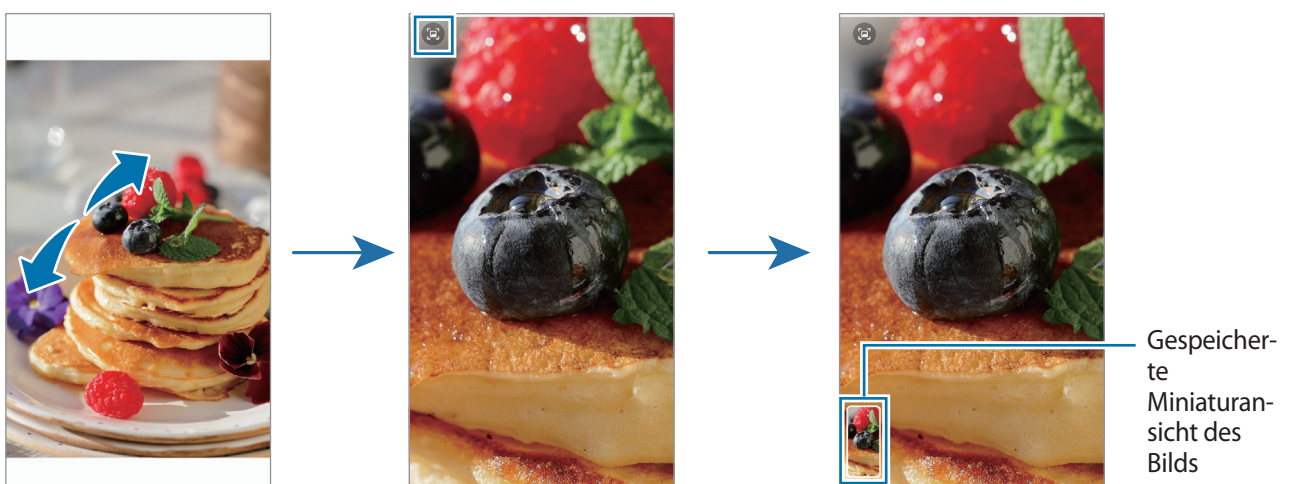 Gespeicher-
te
Miniaturan-
sicht des
Bilds